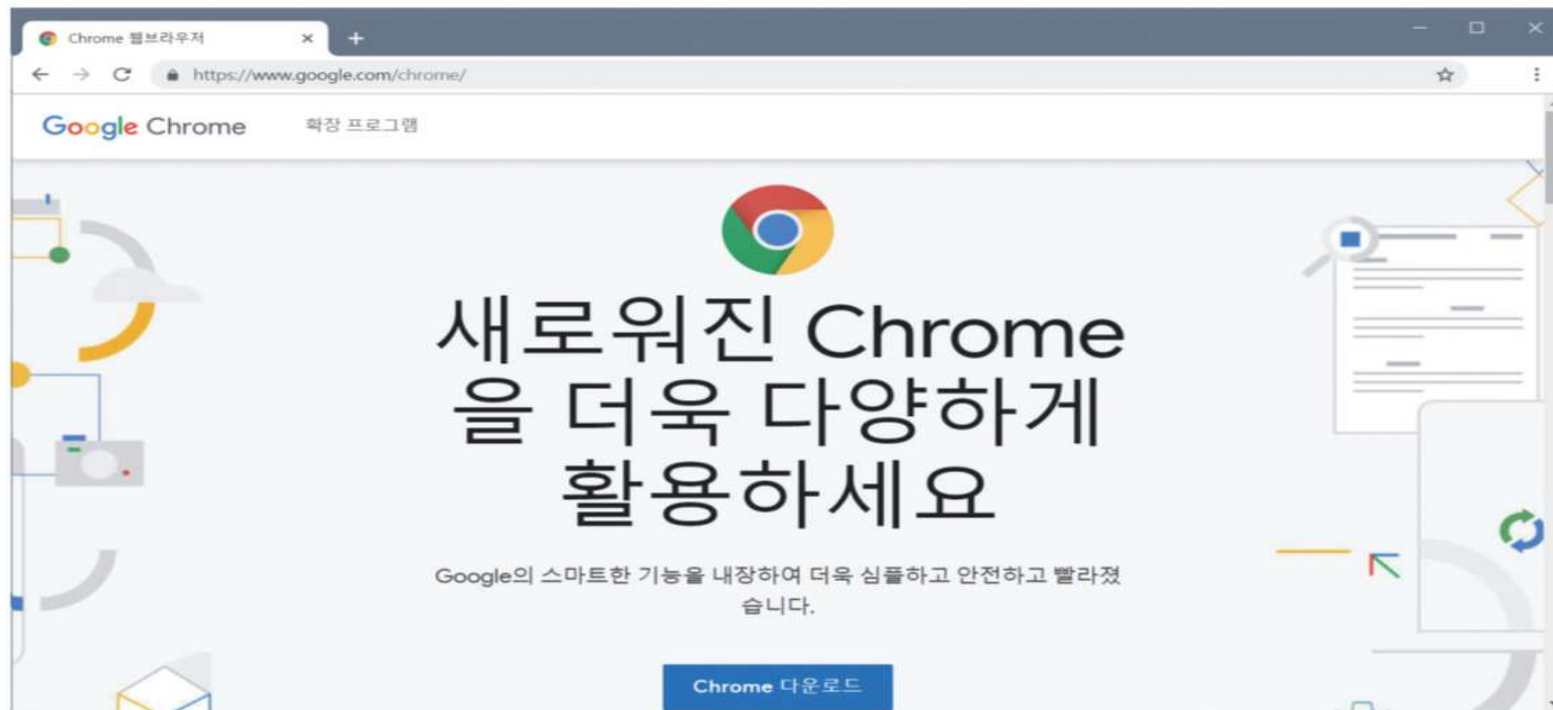 Chrome 웹브라우저
https://www.google.com/chrome/
Google Chrome 확장 프로그램
새로워진 Chrome
을 더욱 다양하게
활용하세요
Google의 스마트한 기능을 내장하여 더욱 심플하고 안전하고 빨라졌
습니다.
Chrome 다운로드